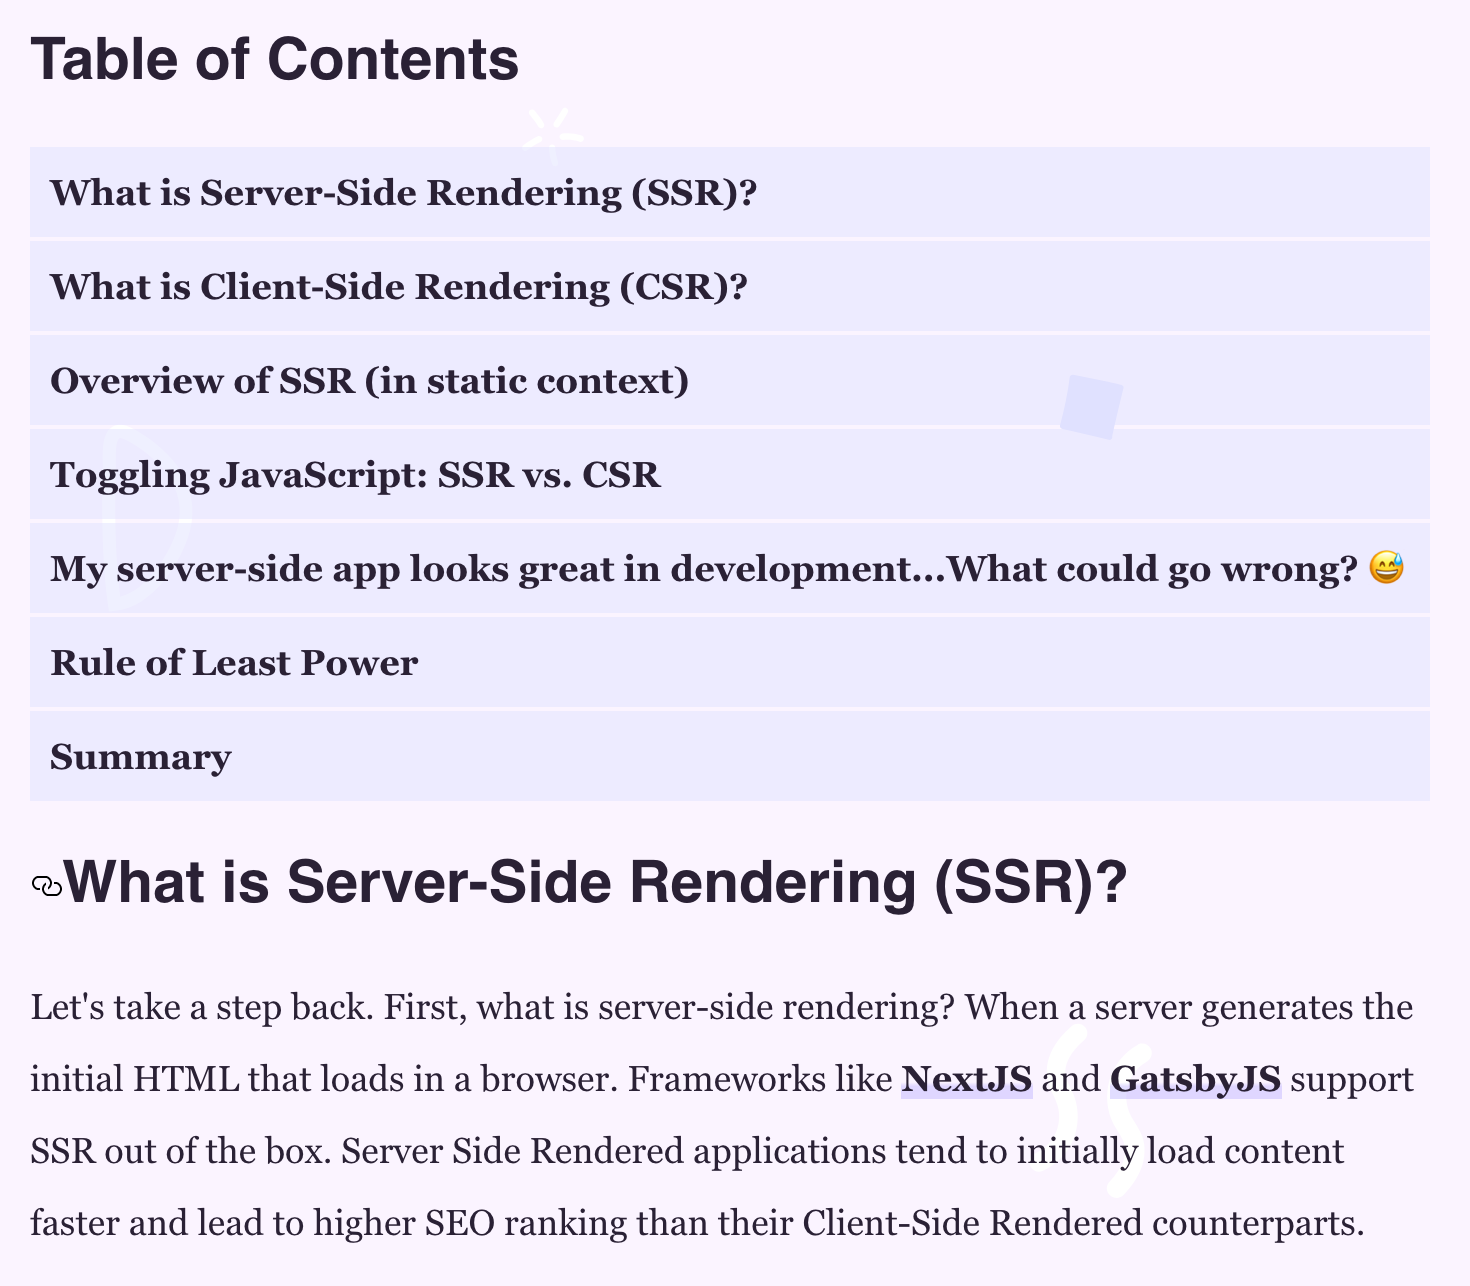 Table of Contents
What is Server-Side Rendering (SSR)?
What is Client-Side Rendering (CSR)?
Overview of SSR (in static context)
Toggling JavaScript: SSR vs. CSR
My server-side app looks great in development...What could go wrong? 😅
Rule of Least Power
Summary
What is Server-Side Rendering (SSR)?
Let's take a step back. First, what is server-side rendering? When a server generates the
initial HTML that loads in a browser. Frameworks like NextJS and GatsbyJS support
SSR out of the box. Server Side Rendered applications tend to initially load content
faster and lead to higher SEO ranking than their Client-Side Rendered counterparts.